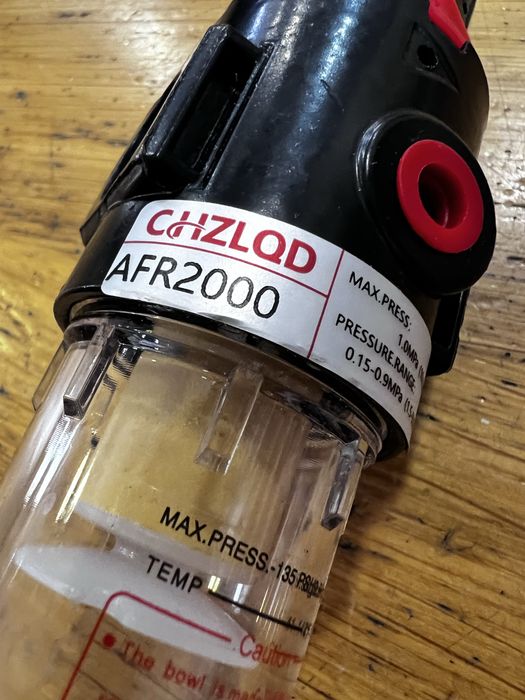 CHZLQD
AFR2000
MAX.PRESS:
1.0MPa
PRESSURE.RANGE
0.15-0.9MPa
MAX.PRESS.-135
TEMP
Caution
The bowl is